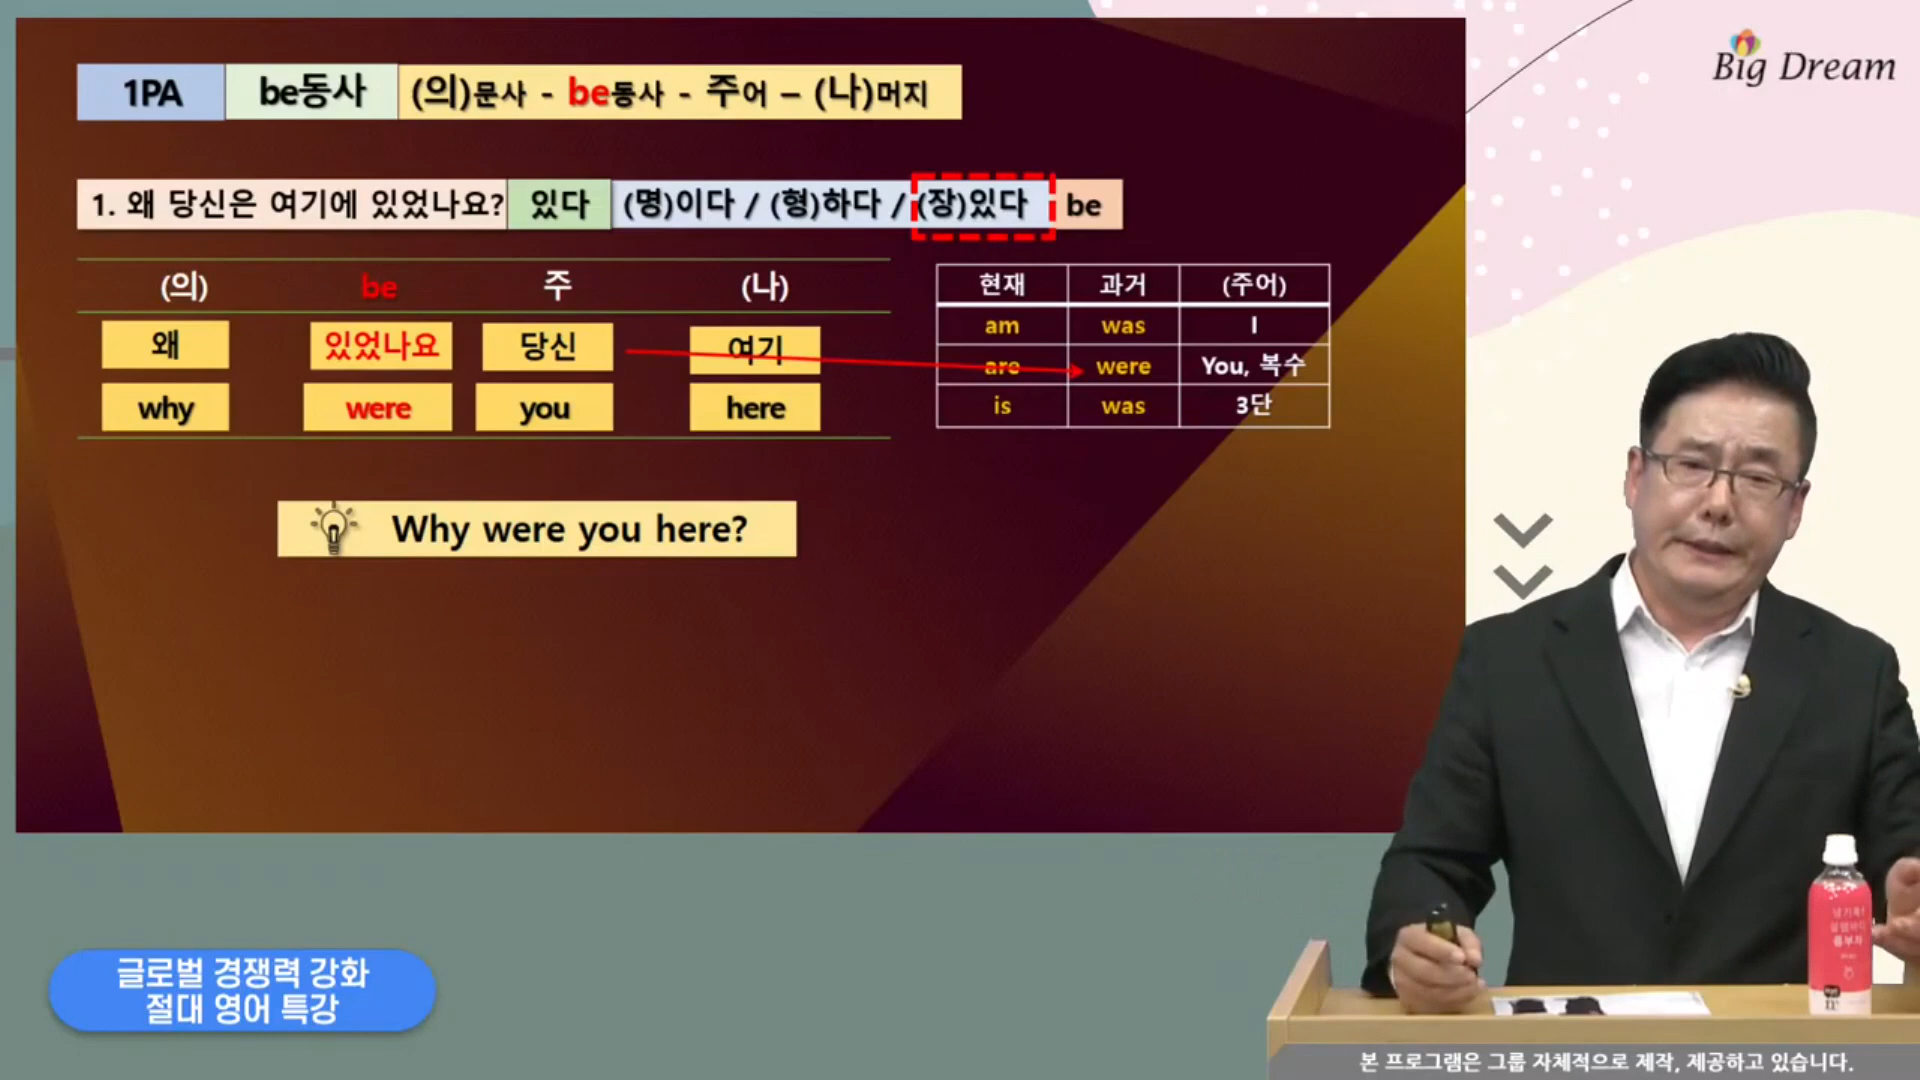 Big Dream
1PA be동사 (의)문사 - be동사 - 주어 – (나)머지
1. 왜 당신은 여기에 있었나요? 있다 (명)이다 / (형)하다 / (장)있다 be
(의) be 주 (나)
왜 있었나요 당신 여기
why were you here
현재 과거 (주어)
am was I
are were You, 복수
is was 3단
Why were you here?
글로벌 경쟁력 강화
절대 영어 특강
본 프로그램은 그룹 자체적으로 제작, 제공하고 있습니다.